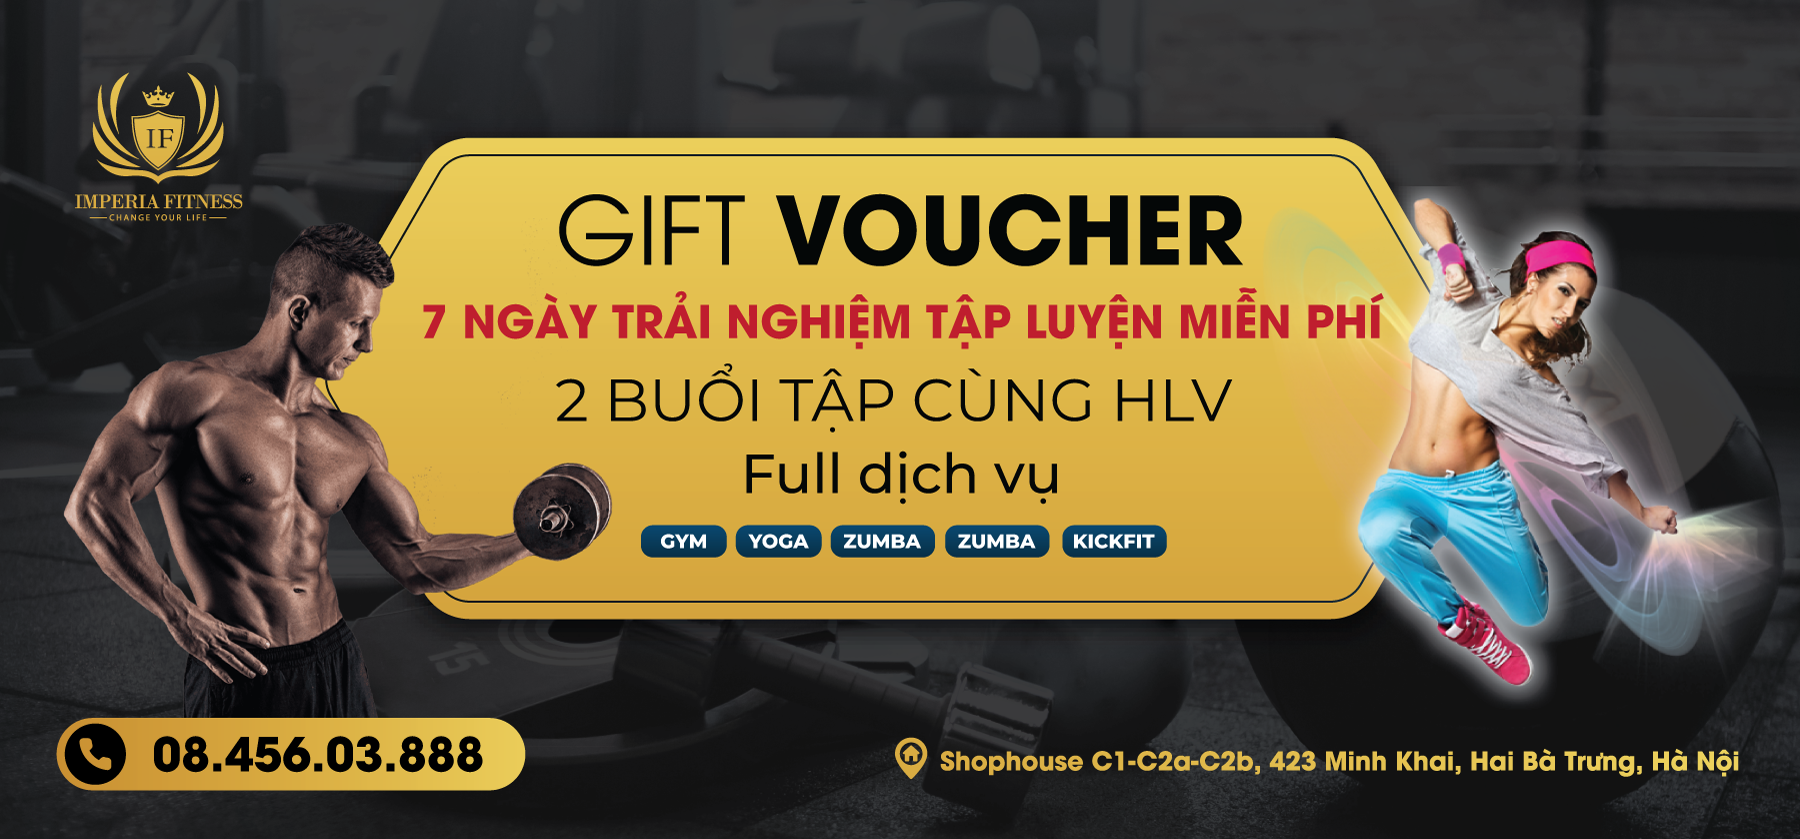 IF
IMPERIA FITNESS
CHANGE YOUR LIFE
GIFT VOUCHER
7 NGÀY TRẢI NGHIỆM TẬP LUYỆN MIỄN PHÍ
2 BUỔI TẬP CÙNG HLV
Full dịch vụ
GYM YOGA ZUMBA ZUMBA KICKFIT
15
08.456.03.888
Shophouse C1-C2a-C2b, 423 Minh Khai, Hai Bà Trưng, Hà Nội